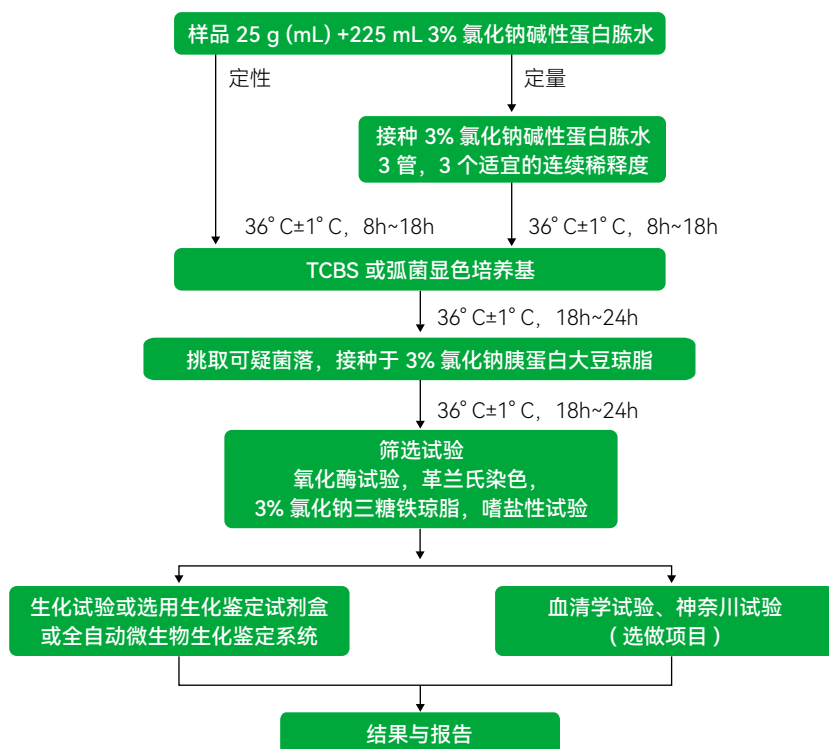 样品 25 g (mL) +225 mL 3% 氯化钠碱性蛋白胨水
定性
定量
接种 3% 氯化钠碱性蛋白胨水
3 管，3 个适宜的连续稀释度
36°C±1°C，8h~18h
36°C±1°C，8h~18h
TCBS 或弧菌显色培养基
36°C±1°C，18h~24h
挑取可疑菌落，接种于 3% 氯化钠胰蛋白大豆琼脂
36°C±1°C，18h~24h
筛选试验
氧化酶试验，革兰氏染色，
3% 氯化钠三糖铁琼脂，嗜盐性试验
生化试验或选用生化鉴定试剂盒
或全自动微生物生化鉴定系统
血清学试验、神奈川试验
（选做项目）
结果与报告